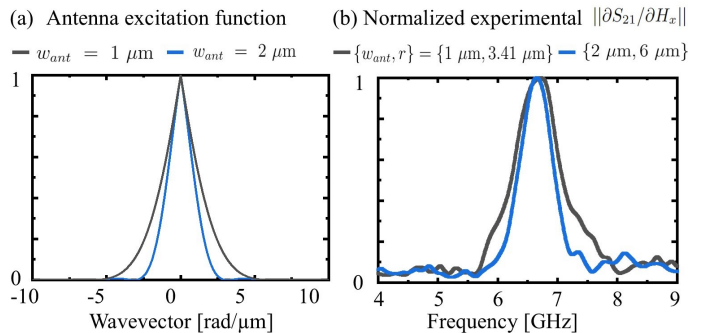 (a) Antenna excitation function
w_ant = 1 μm w_ant = 2 μm
1
0
-10 -5 0 5 10
Wavevector [rad/μm]
(b) Normalized experimental ||∂S21/∂Hx||
{w_ant, r} = {1 μm, 3.41 μm} {2 μm, 6 μm}
1
0
4 5 6 7 8 9
Frequency [GHz]